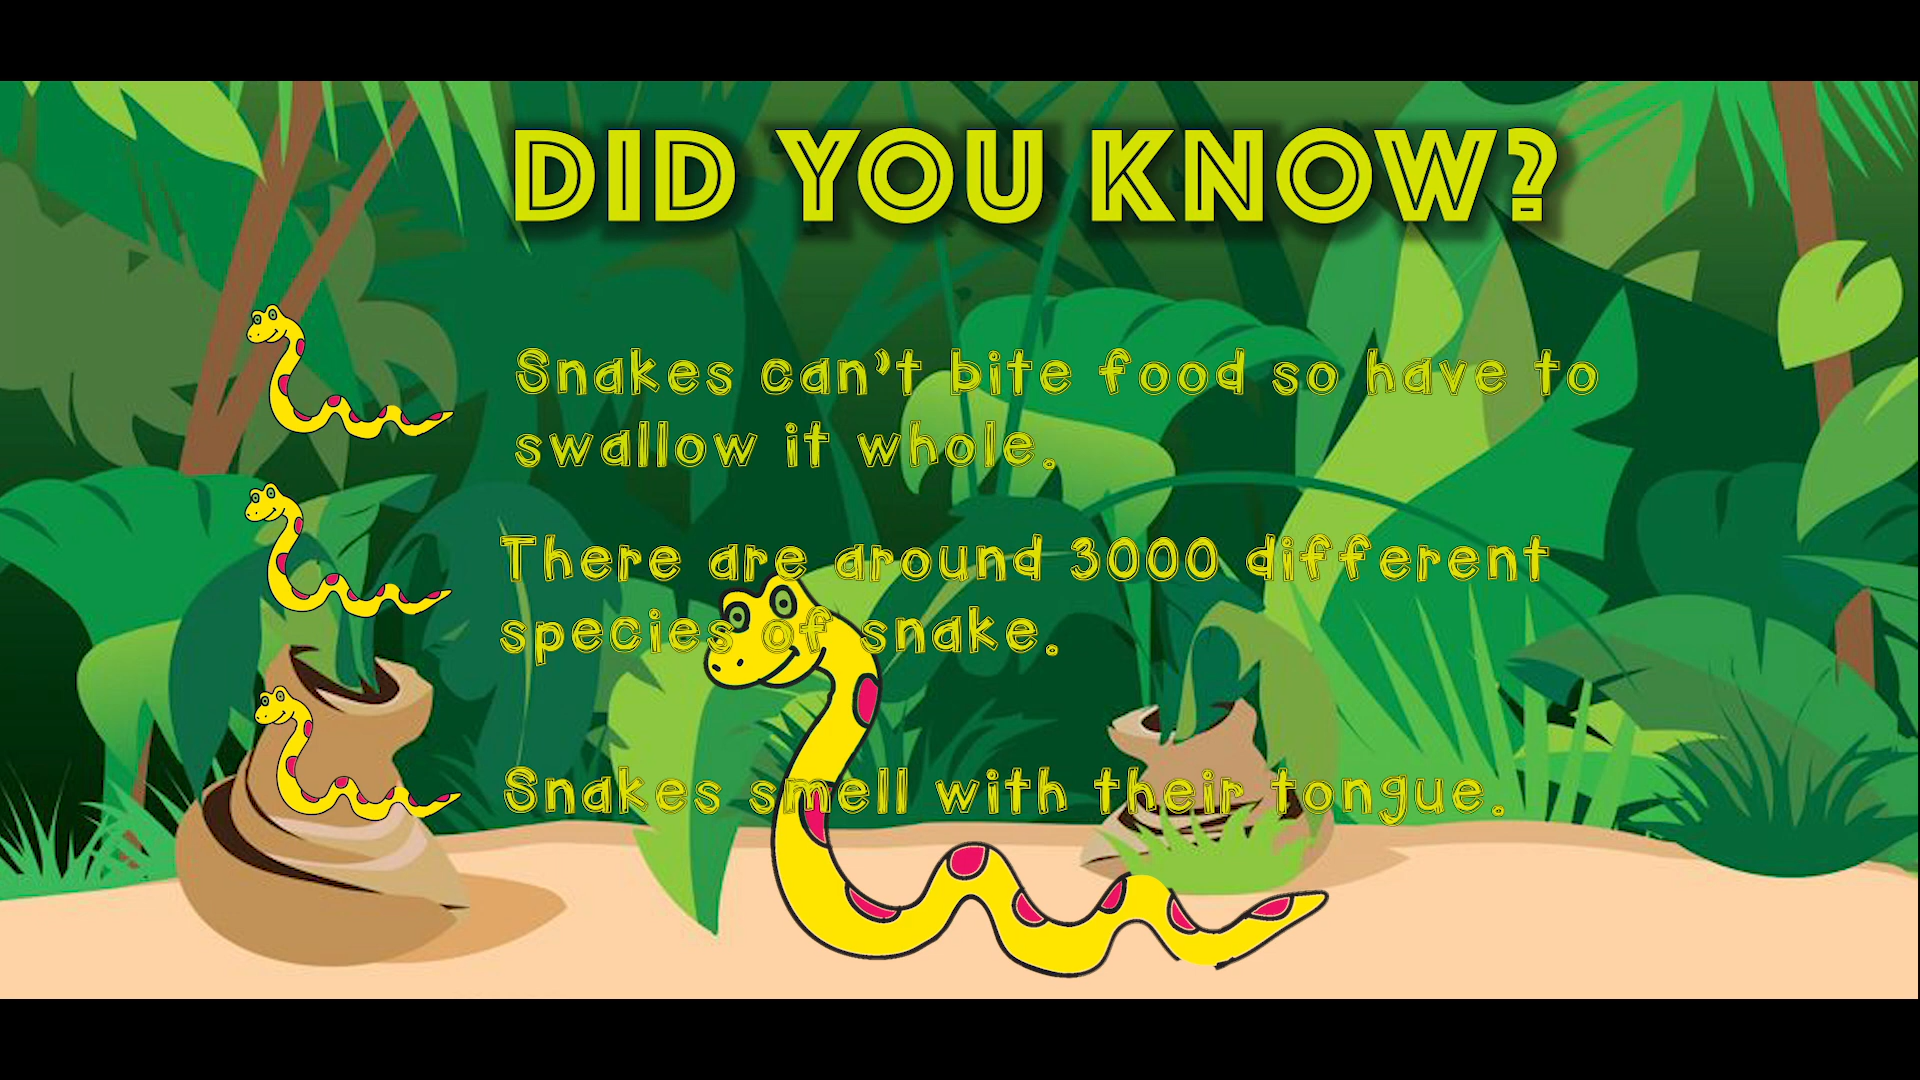 DID YOU KNOW?
Snakes can't bite food so have to
swallow it whole.
There are around 3000 different
species of snake.
Snakes smell with their tongue.